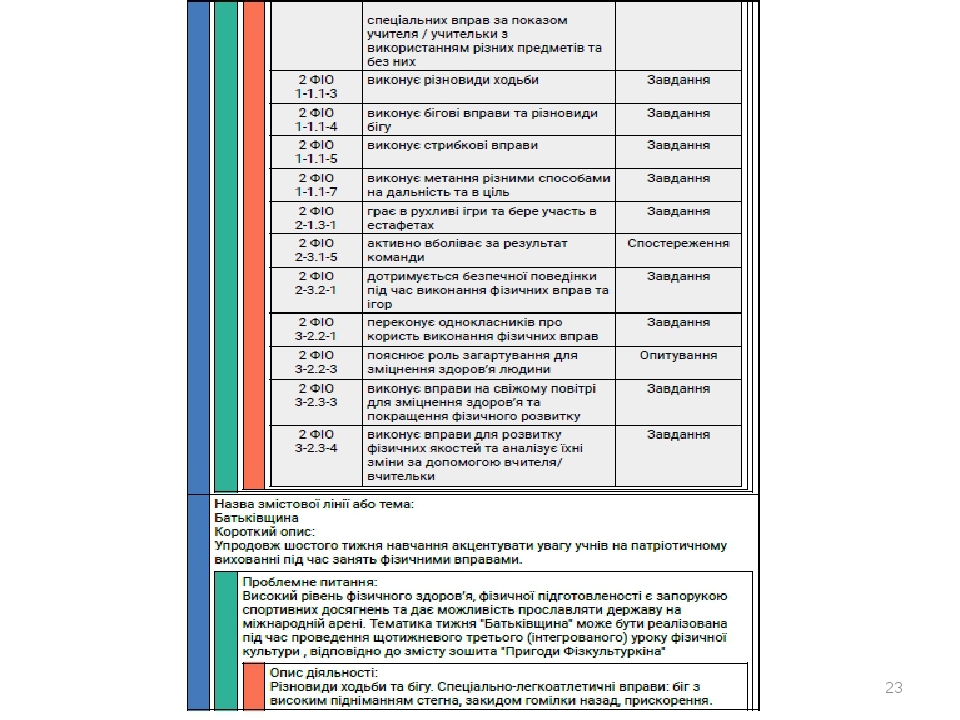 спеціальних вправ за показом
учителя / учительки з
використанням різних предметів та
без них
2 ФІО виконує різновиди ходьби Завдання
1-1.1-3
2 ФІО виконує бігові вправи та різновиди Завдання
1-1.1-4 бігу
2 ФІО виконує стрибкові вправи Завдання
1-1.1-5
2 ФІО виконує метання різними способами Завдання
1-1.1-7 на дальність та в ціль
2 ФІО грає в рухливі ігри та бере участь в Завдання
2-1.3-1 естафетах
2 ФІО активно вболіває за результат Спостереження
2-3.1-5 команди
2 ФІО дотримується безпечної поведінки Завдання
2-3.2-1 під час виконання фізичних вправ та
ігор
2 ФІО переконує однокласників про Завдання
3-2.2-1 користь виконання фізичних вправ
2 ФІО пояснює роль загартування для Опитування
3-2.2-3 зміцнення здоров’я людини
2 ФІО виконує вправи на свіжому повітрі Завдання
3-2.3-3 для зміцнення здоров’я та
покращення фізичного розвитку
2 ФІО виконує вправи для розвитку Завдання
3-2.3-4 фізичних якостей та аналізує їхні
зміни за допомогою вчителя/
вчительки
Назва змістової лінії або тема:
Батьківщина
Короткий опис:
Упродовж шостого тижня навчання акцентувати увагу учнів на патріотичному
вихованні під час занять фізичними вправами.
Проблемне питання:
Високий рівень фізичного здоров’я, фізичної підготовленості є запорукою
спортивних досягнень та дає можливість прославляти державу на
міжнародній арені. Тематика тижня "Батьківщина" може бути реалізована
під час проведення щотижневого третього (інтегрованого) уроку фізичної
культури , відповідно до змісту зошита "Пригоди Фізкультуркіна"
Опис діяльності:
Різновиди ходьби та бігу. Спеціально-легкоатлетичні вправи: біг з
високим підніманням стегна, закидом гомілки назад, прискорення.
23